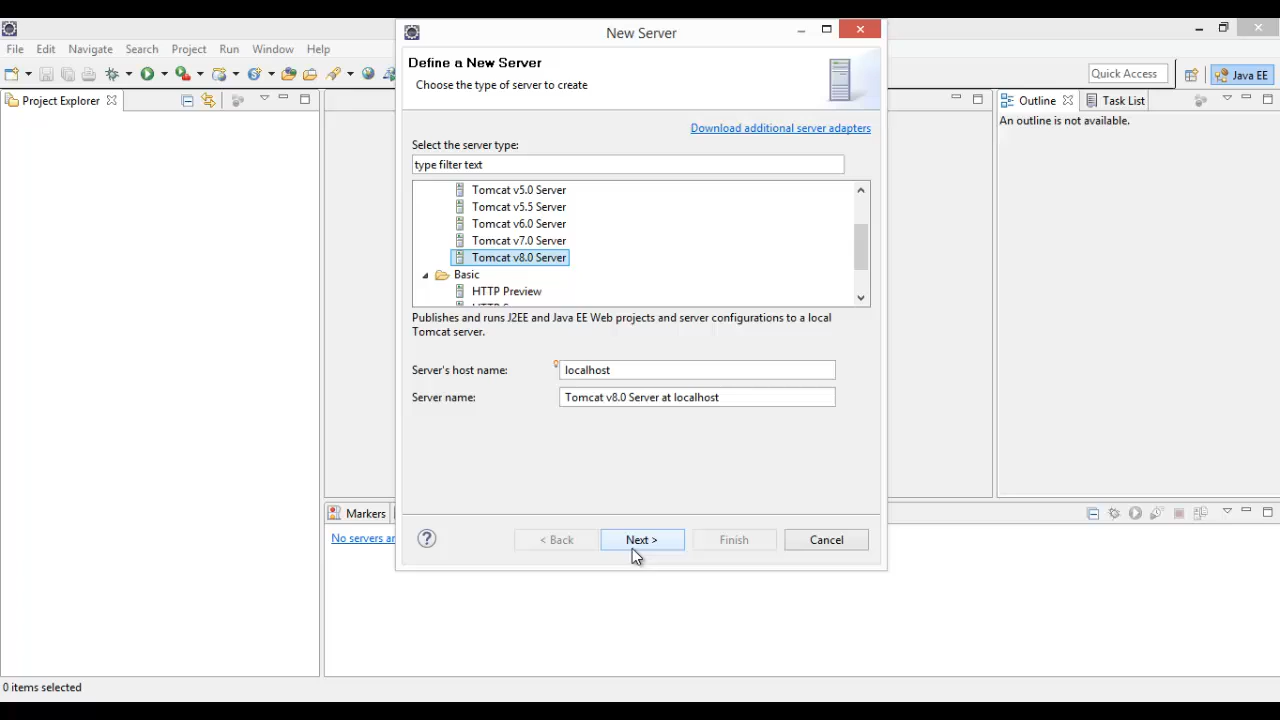 New Server
File Edit Navigate Search Project Run Window Help
Define a New Server
Choose the type of server to create
Quick Access
Java EE
Project Explorer
Outline
Task List
An outline is not available.
Download additional server adapters
Select the server type:
type filter text
Tomcat v5.0 Server
Tomcat v5.5 Server
Tomcat v6.0 Server
Tomcat v7.0 Server
Tomcat v8.0 Server
Basic
HTTP Preview
Publishes and runs J2EE and Java EE Web projects and server configurations to a local
Tomcat server.
Server's host name:
localhost
Server name:
Tomcat v8.0 Server at localhost
Markers
No servers
< Back
Next >
Finish
Cancel
0 items selected